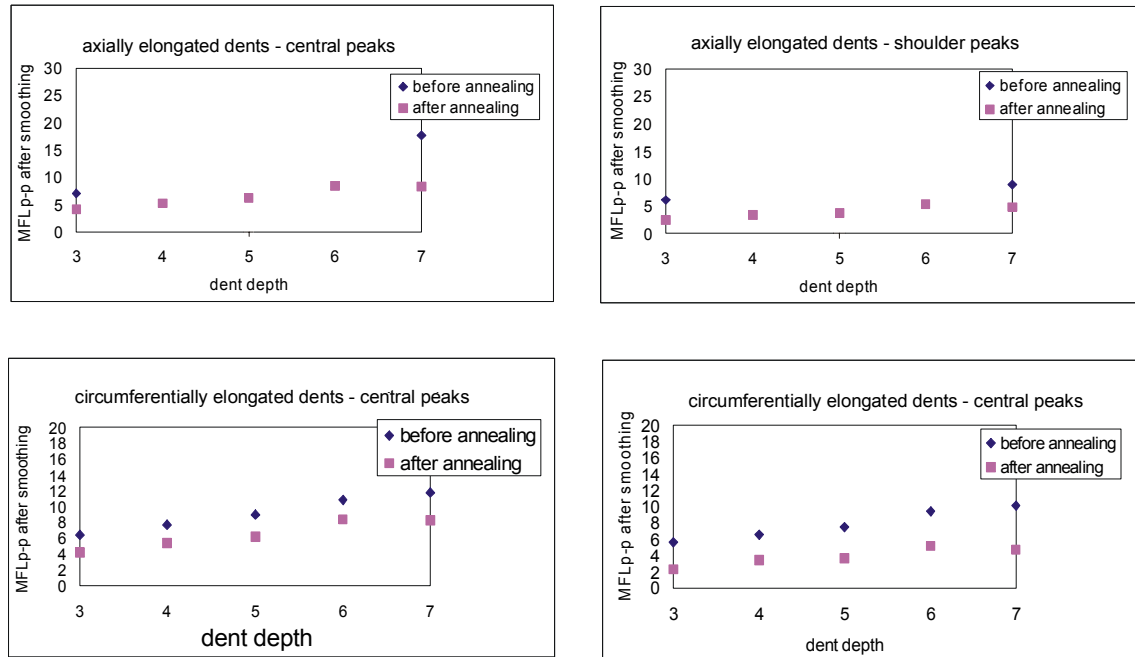 axially elongated dents - central peaks
30
25
20
15
10
5
0
3 4 5 6 7
MFLp-p after smoothing
dent depth
before annealing
after annealing
axially elongated dents - shoulder peaks
30
25
20
15
10
5
0
3 4 5 6 7
MFLp-p after smoothing
dent depth
before annealing
after annealing
circumferentially elongated dents - central peaks
20
18
16
14
12
10
8
6
4
2
0
3 4 5 6 7
MFLp-p after smoothing
dent depth
before annealing
after annealing
circumferentially elongated dents - central peaks
20
18
16
14
12
10
8
6
4
2
0
3 4 5 6 7
MFLp-p after smoothing
dent depth
before annealing
after annealing